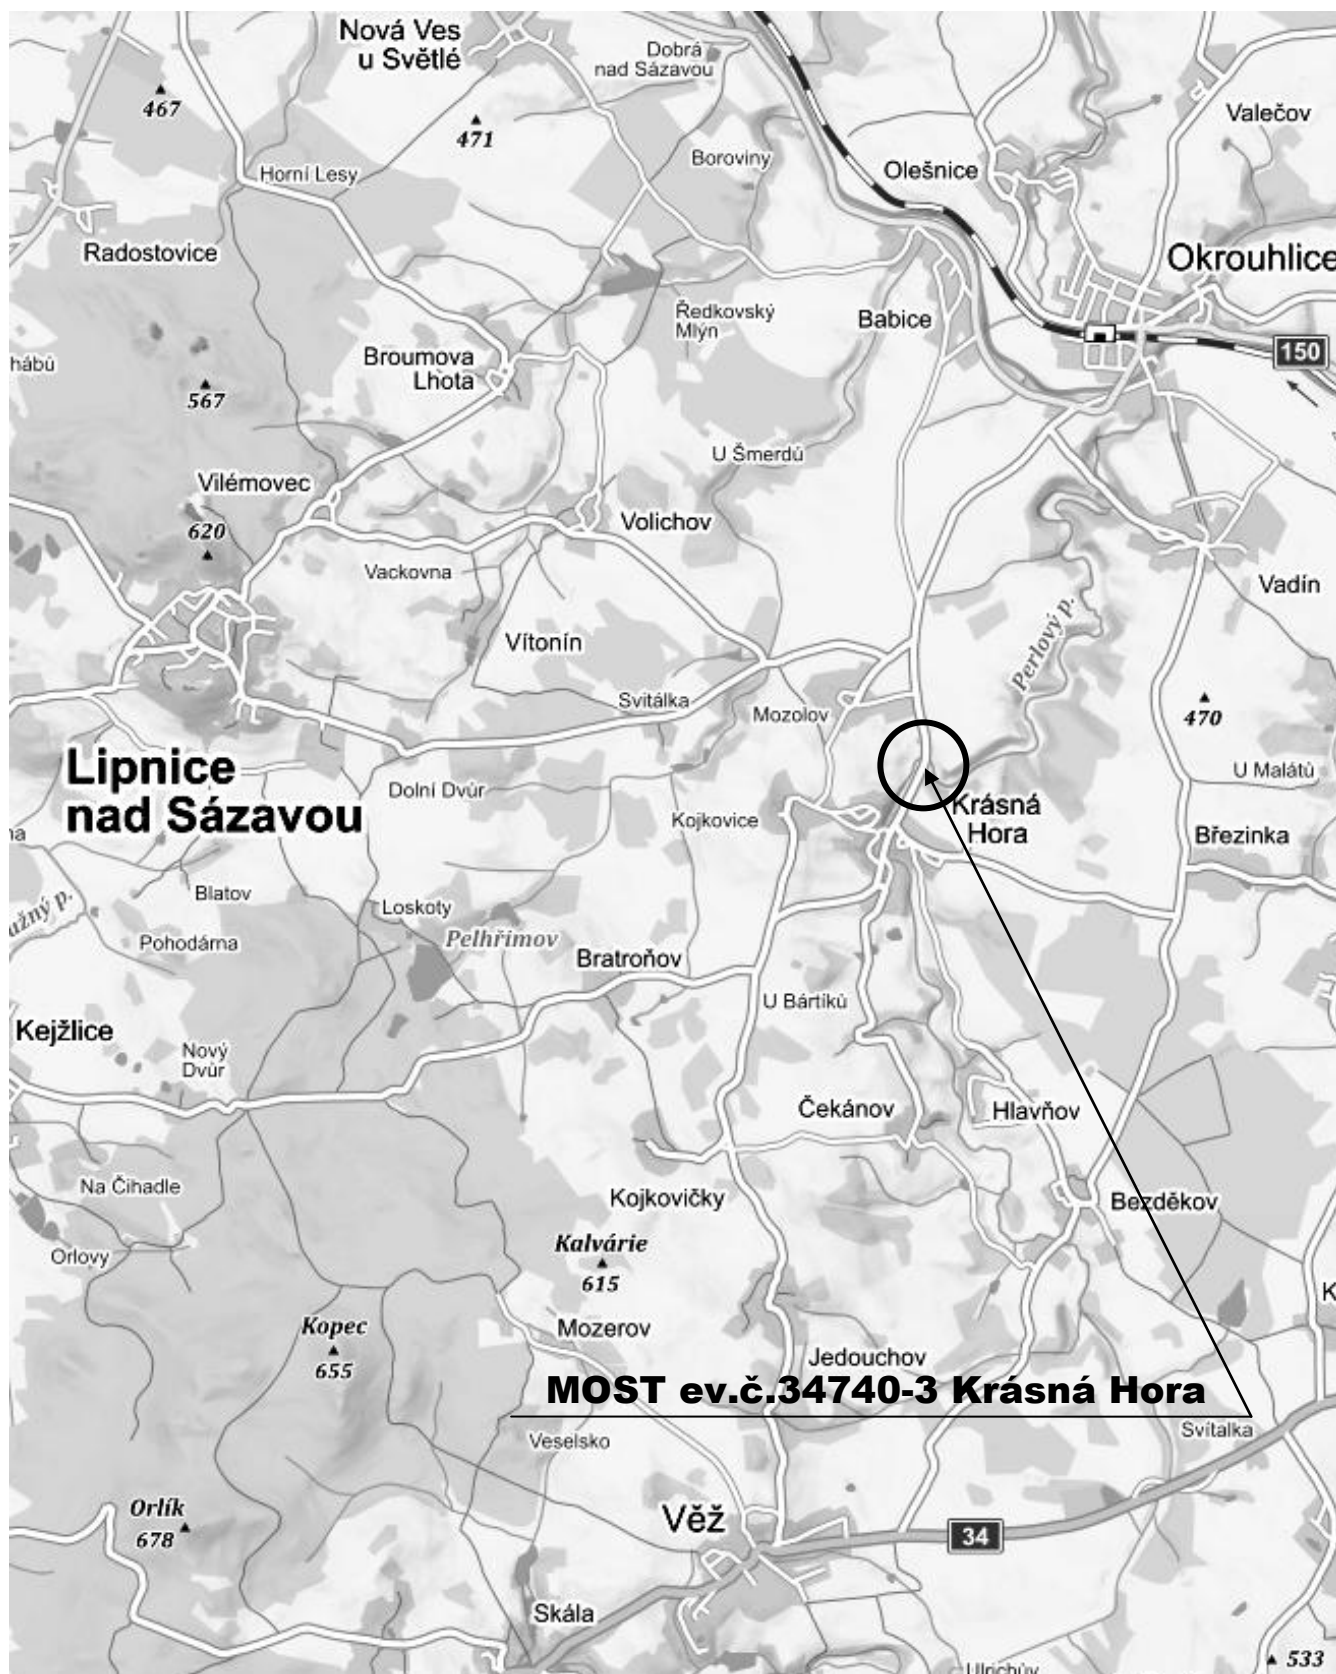 Nová Ves
u Světlé
Dobrá
nad Sázavou
467
471
Valečov
Boroviny
Olešnice
Horní Lesy
Radostovice
Okrouhlice
Ředkovský
Mlýn
Babice
150
Broumova
Lhota
hábů
567
U Šmerdů
Vilémovec
620
Volichov
Vackovna
Vadín
Vítonín
Perlový p.
Svitálka
Mozolov
470
Lipnice
nad Sázavou
Dolní Dvůr
U Malátů
Kojkovice
Krásná
Hora
Březinka
na
Blatov
užný p.
Loskoty
Pohodárna
Pelhřimov
Bratroňov
U Bártíků
Kejžlice
Nový
Dvůr
Čekánov
Hlavňov
Na Čihadle
Kojkovičky
Bezděkov
Orlovy
Kalvárie
615
K
Kopec
655
Mozerov
Jedouchov
MOST ev.č.34740-3 Krásná Hora
Veselsko
Svitalka
Orlík
678
Věž
34
Skála
Ulrichův
533